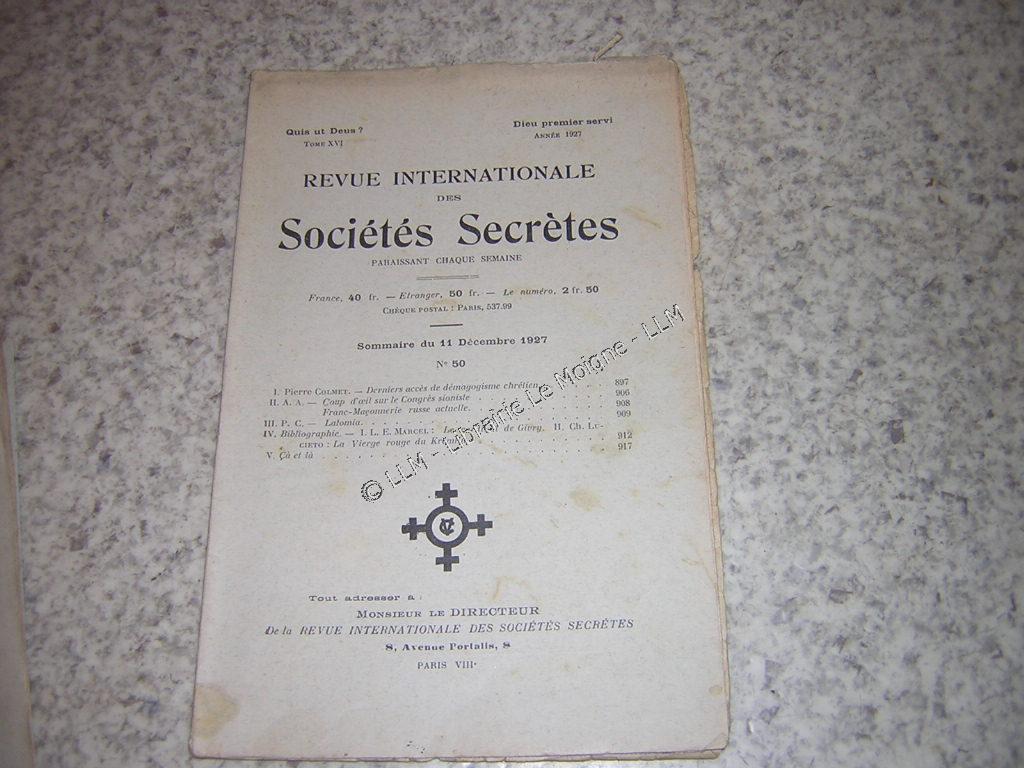 Quis ut Deus ?
TOME XVI
Dieu premier servi
ANNÉE 1927
REVUE INTERNATIONALE
DES
Sociétés Secrètes
PARAISSANT CHAQUE SEMAINE
France, 40 fr. — Etranger, 50 fr. — Le numéro, 2 fr. 50
CHÈQUE POSTAL : PARIS, 537.99
Sommaire du 11 Décembre 1927
N° 50
I. Pierre COLMET. — Derniers accès de démagogisme chrétien . . . . . 897
II. A. A. — Coup d'œil sur le Congrès sioniste . . . . . 906
Franc-Maçonnerie russe actuelle. . . . . . 908
III. P. C. — Latomia. . . . . . 909
IV. Bibliographie. — I. L. E. MARCEL : de Givry. II. Ch. LU-
CIETO : La Vierge rouge du Kremlin . . . . . 912
V. Çà et là . . . . . 917
© LLM - Librairie Le Moigne - LLM
Tout adresser à :
MONSIEUR LE DIRECTEUR
De la REVUE INTERNATIONALE DES SOCIÉTÉS SECRÈTES
8, Avenue Portalis, 8
PARIS VIIIe